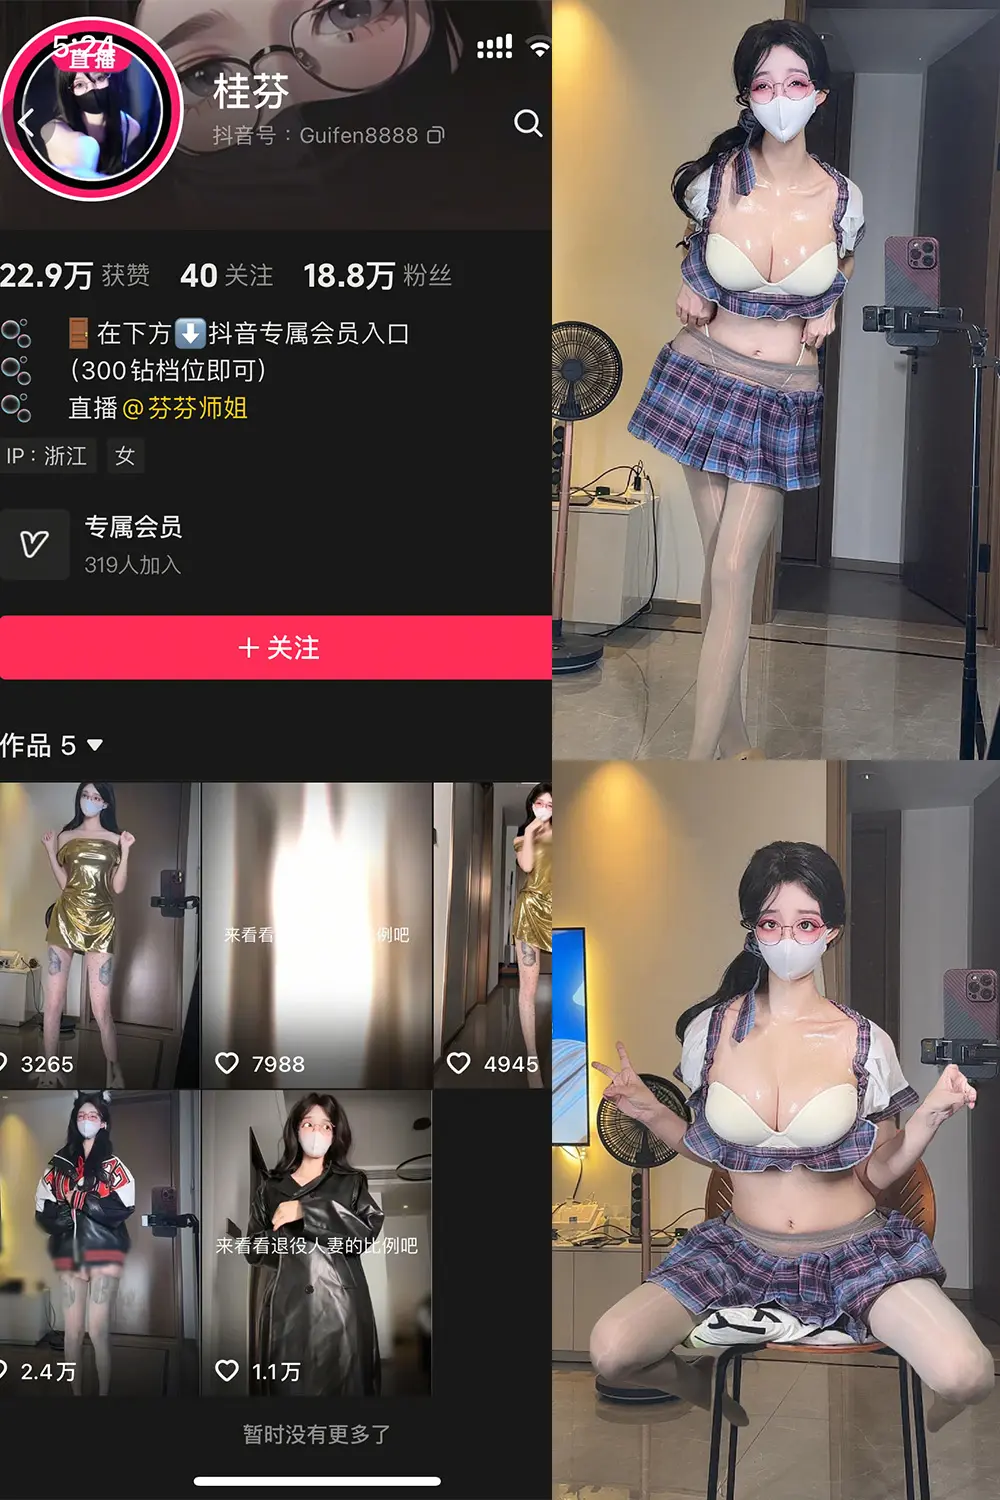 5:24
直播
桂芬
抖音号：Guifen8888
22.9万 获赞 40 关注 18.8万 粉丝
🚪在下方⬇️抖音专属会员入口
（300钻档位即可）
直播@芬芬师姐
IP：浙江 女
专属会员
319人加入
+ 关注
作品 5
来看看
例吧
3265 7988 4945
来看看退役人妻的比例吧
2.4万 1.1万
暂时没有更多了